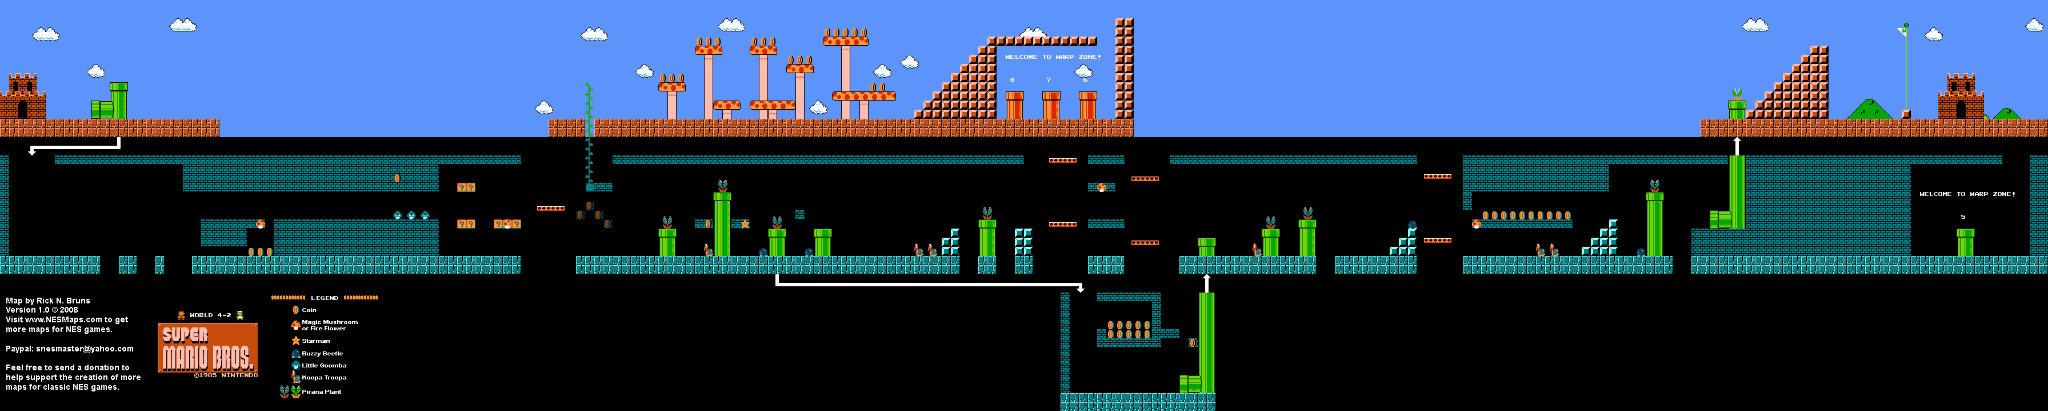 WELCOME TO WARP ZONE!
8 7 6
WELCOME TO WARP ZONE!
5
Map by Rick N. Bruns
Version 1.0 © 2008
Visit www.NESMaps.com to get
more maps for NES games.
Paypal: snesmaster@yahoo.com
Feel free to send a donation to
help support the creation of more
maps for classic NES games.
WORLD 4-2
SUPER
MARIO BROS.
©1985 NINTENDO
LEGEND
Coin
Magic Mushroom
or Fire Flower
Starman
Buzzy Beetle
Little Goomba
Koopa Troopa
Pirana Plant